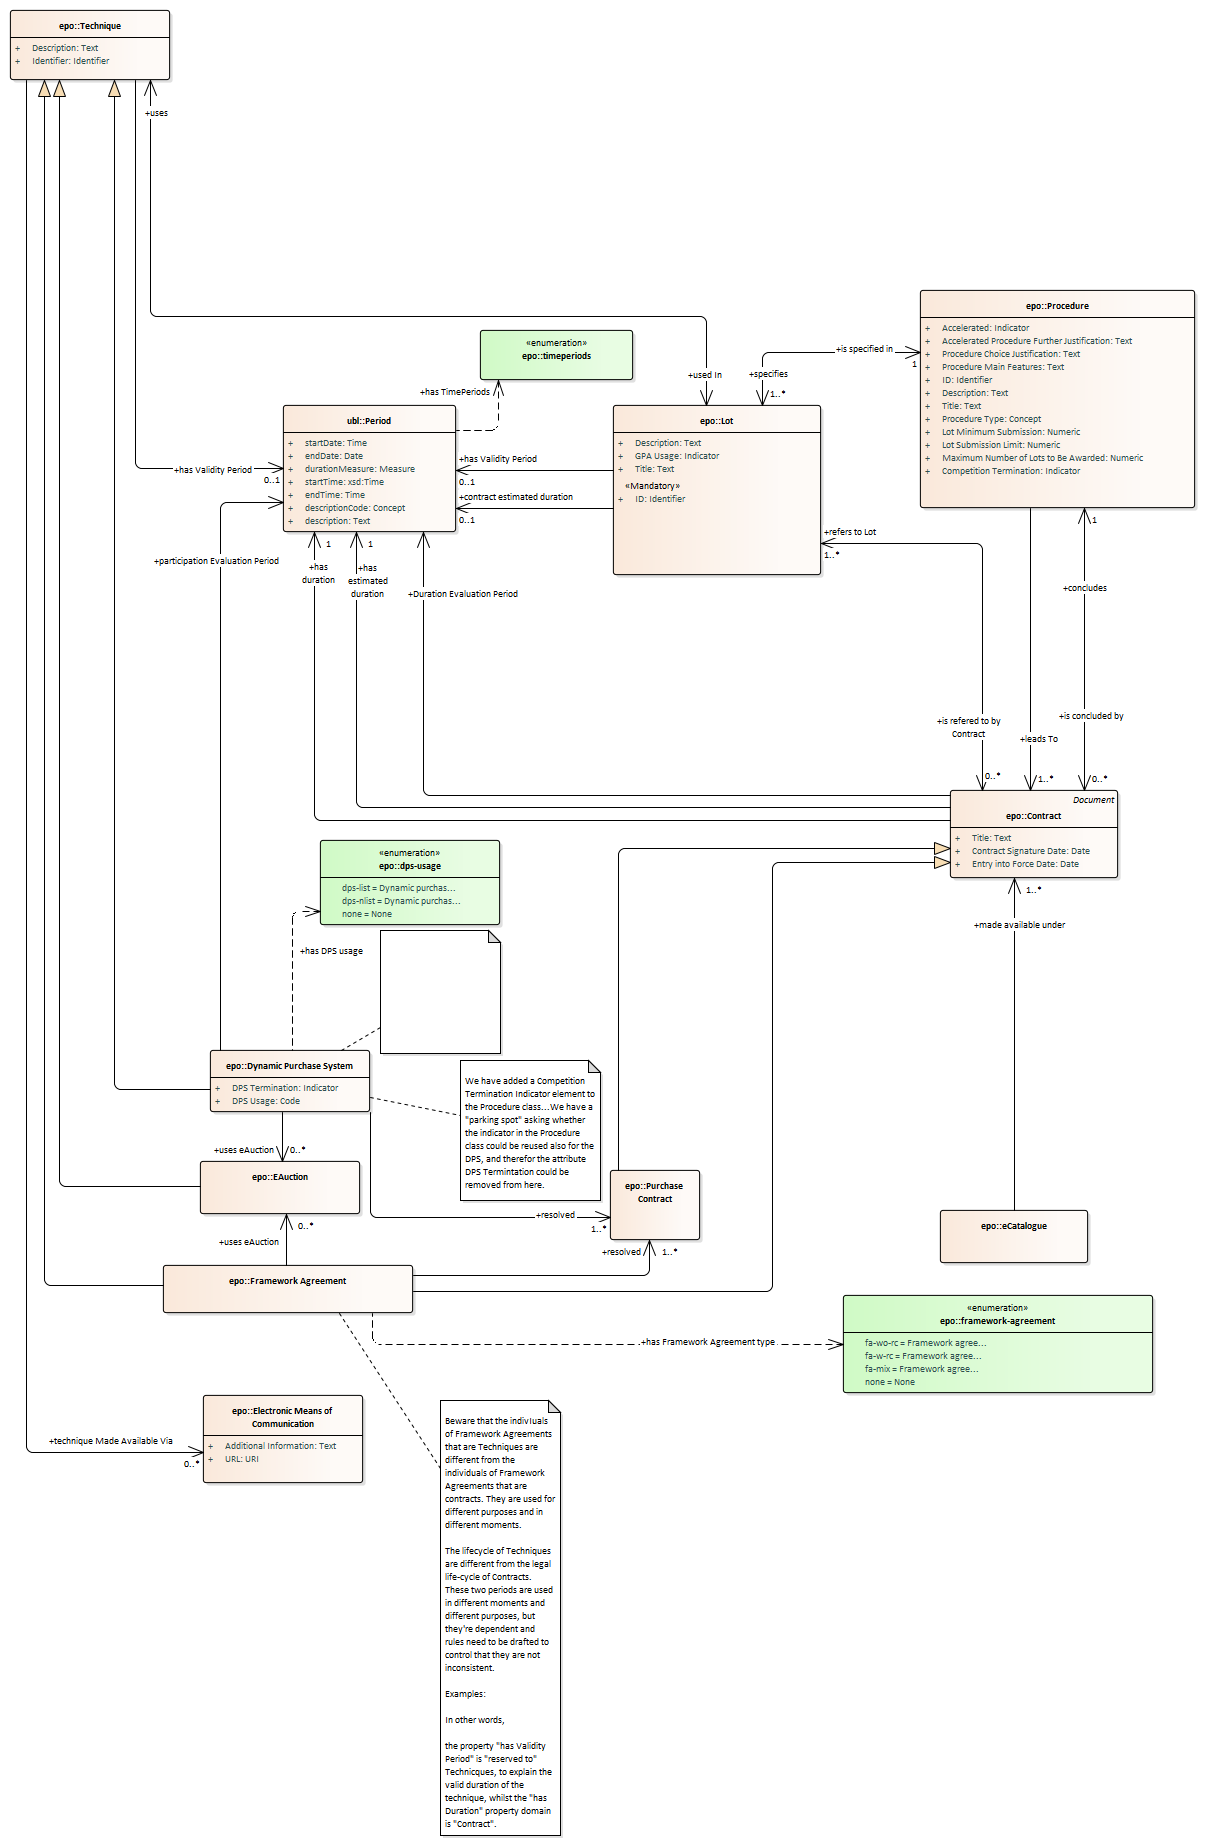 epo::Technique
+ Description: Text
+ Identifier: Identifier
+uses
epo::Procedure
+ Accelerated: Indicator
+ Accelerated Procedure Further Justification: Text
+ Procedure Choice Justification: Text
+ Procedure Main Features: Text
+ ID: Identifier
+ Description: Text
+ Title: Text
+ Procedure Type: Concept
+ Lot Minimum Submission: Numeric
+ Lot Submission Limit: Numeric
+ Maximum Number of Lots to Be Awarded: Numeric
+ Competition Termination: Indicator
«enumeration»
epo::timeperiods
+has TimePeriods
+used In
+specifies
1..*
+is specified in
1
ubl::Period
+ startDate: Time
+ endDate: Date
+ durationMeasure: Measure
+ startTime: xsd:Time
+ endTime: Time
+ descriptionCode: Concept
+ description: Text
epo::Lot
+ Description: Text
+ GPA Usage: Indicator
+ Title: Text
«Mandatory»
+ ID: Identifier
+has Validity Period
0..1
+has Validity Period
0..1
+contract estimated duration
0..1
+refers to Lot
1..*
1
+participation Evaluation Period
1
+has
duration
1
+has
estimated
duration
+Duration Evaluation Period
+concludes
+is refered to by
Contract
0..*
+leads To
1..*
+is concluded by
0..*
Document
epo::Contract
+ Title: Text
+ Contract Signature Date: Date
+ Entry into Force Date: Date
1..*
+made available under
«enumeration»
epo::dps-usage
dps-list = Dynamic purchas...
dps-nlist = Dynamic purchas...
none = None
+has DPS usage
epo::Dynamic Purchase System
+ DPS Termination: Indicator
+ DPS Usage: Code
We have added a Competition
Termination Indicator element to
the Procedure class...We have a
"parking spot" asking whether
the indicator in the Procedure
class could be reused also for the
DPS, and therefor the attribute
DPS Termintation could be
removed from here.
+uses eAuction
0..*
epo::EAuction
0..*
+uses eAuction
+resolved
1..*
epo::Purchase
Contract
+resolved
1..*
epo::eCatalogue
epo::Framework Agreement
«enumeration»
epo::framework-agreement
fa-wo-rc = Framework agree...
fa-w-rc = Framework agree...
fa-mix = Framework agree...
none = None
+has Framework Agreement type
epo::Electronic Means of
Communication
+ Additional Information: Text
+ URL: URI
+technique Made Available Via
0..*
Beware that the indiviuals
of Framework Agreements
that are Techniques are
different from the
individuals of Framework
Agreements that are
contracts. They are used for
different purposes and in
different moments.
The lifecycle of Techniques
are different from the legal
life-cycle of Contracts.
These two periods are used
in different moments and
different purposes, but
they're dependent and
rules need to be drafted to
control that they are not
inconsistent.
Examples:
In other words,
the property "has Validity
Period" is "reserved to"
Technicques, to explain the
valid duration of the
technique, whilst the "has
Duration" property domain
is "Contract".